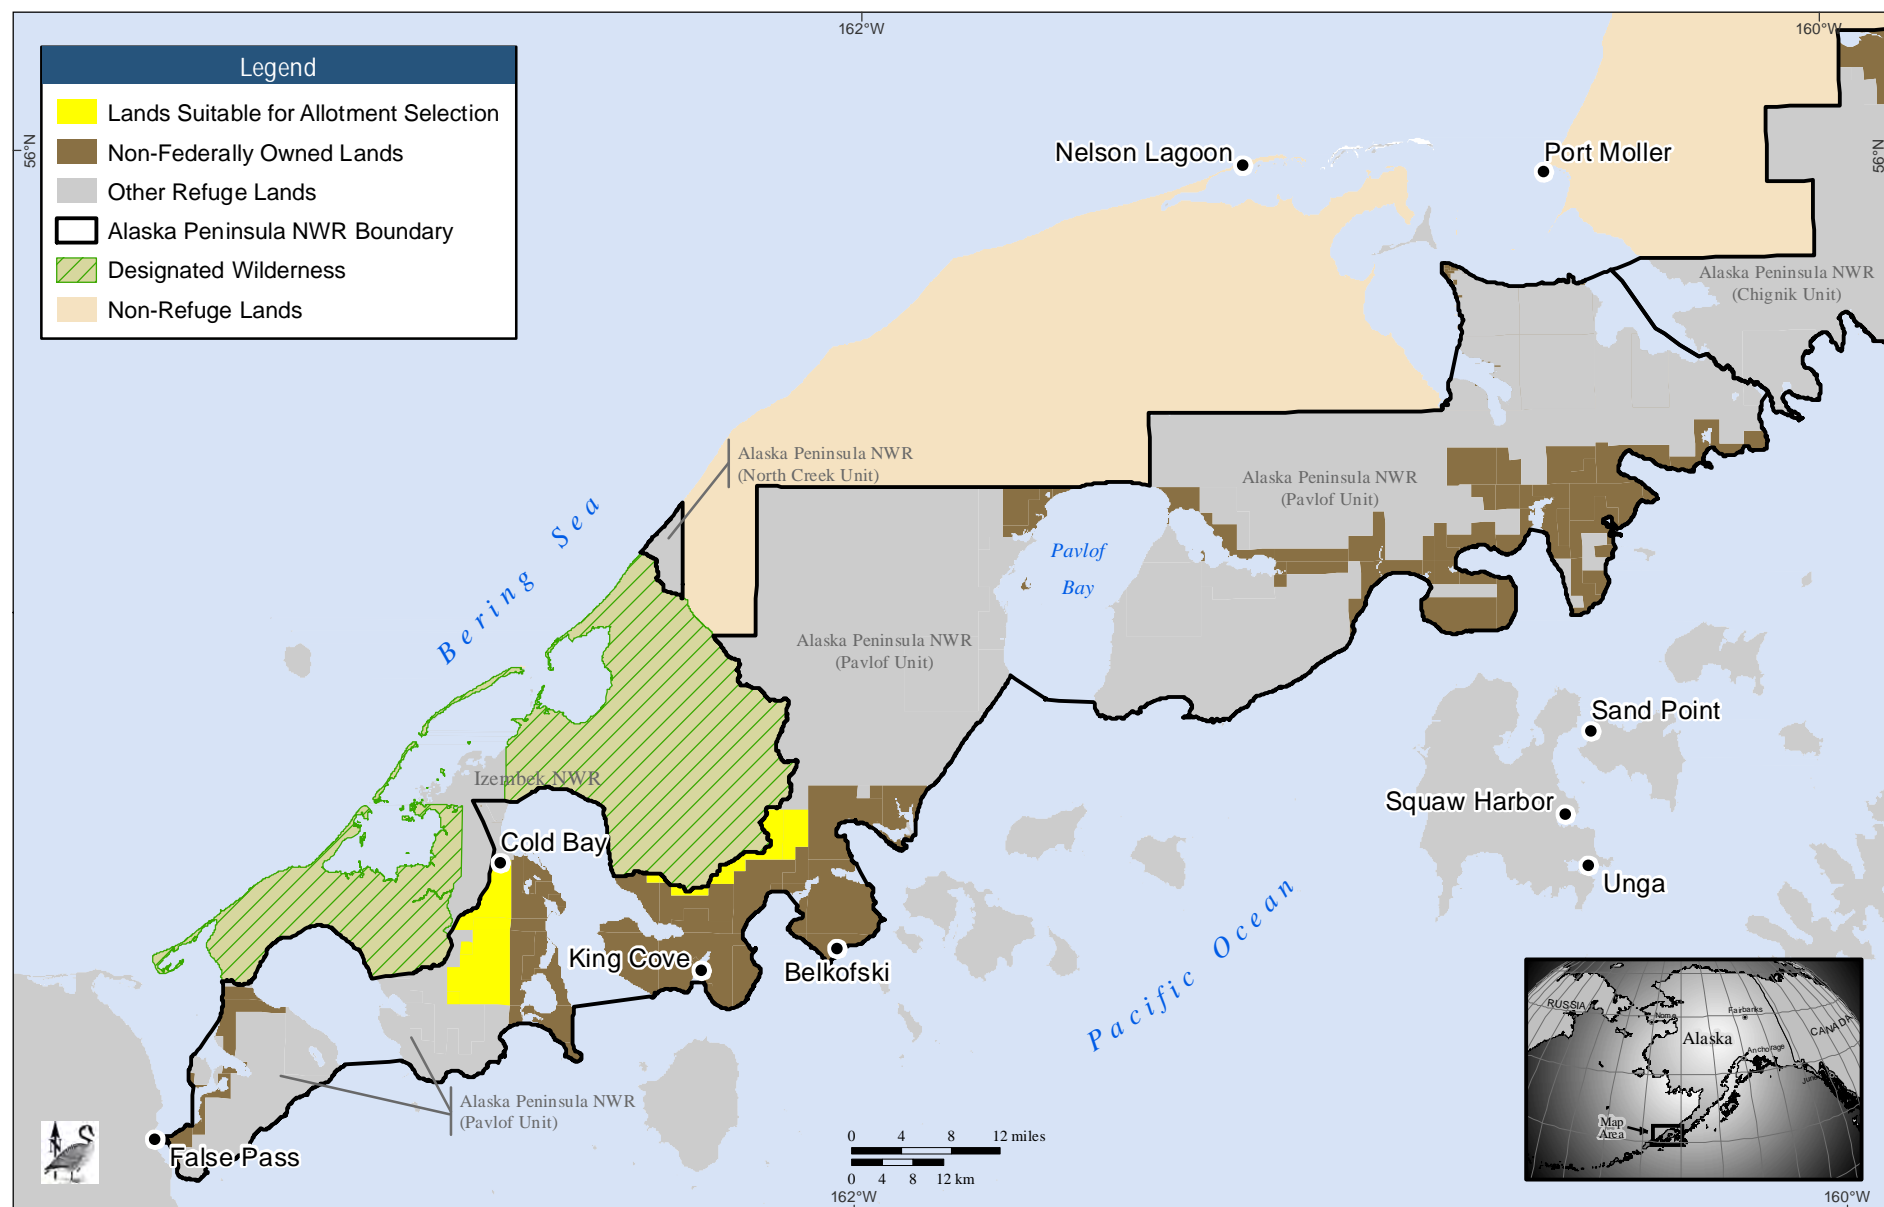 162°W
160°W
Legend
Lands Suitable for Allotment Selection
Non-Federally Owned Lands
Other Refuge Lands
Alaska Peninsula NWR Boundary
Designated Wilderness
Non-Refuge Lands
56°N
56°N
Nelson Lagoon
Port Moller
Alaska Peninsula NWR
(Chignik Unit)
Alaska Peninsula NWR
(North Creek Unit)
Alaska Peninsula NWR
(Pavlof Unit)
Bering Sea
Pavlof
Bay
Alaska Peninsula NWR
(Pavlof Unit)
Sand Point
Izembek NWR
Squaw Harbor
Cold Bay
Unga
King Cove
Belkofski
Pacific Ocean
Alaska Peninsula NWR
(Pavlof Unit)
False Pass
N
0 4 8 12 miles
0 4 8 12 km
162°W
160°W
RUSSIA
Nome
Fairbanks
CANADA
Alaska
Anchorage
Map
Area